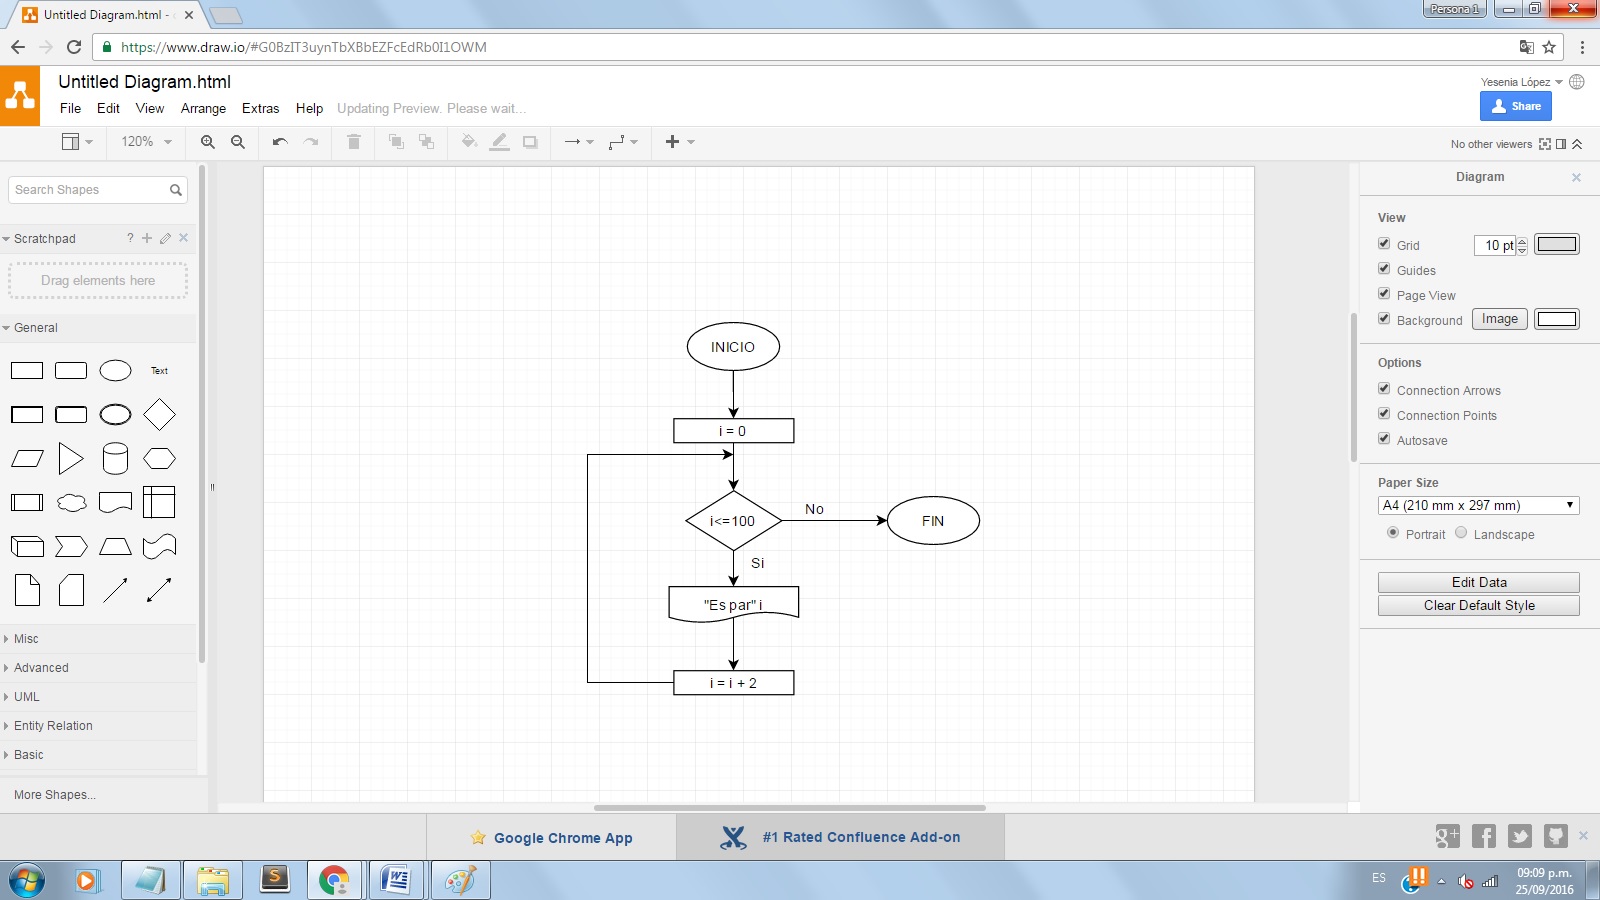 Untitled Diagram.html -
Persona 1
https://www.draw.io/#G0BzIT3uynTbXBbEZFcEdRb0I1OWM
Untitled Diagram.html
Yesenia López
File Edit View Arrange Extras Help Updating Preview. Please wait...
Share
120%
No other viewers
Search Shapes
Scratchpad ?
Drag elements here
General
Text
Misc
Advanced
UML
Entity Relation
Basic
More Shapes...
INICIO
i = 0
i<=100
No
FIN
Si
"Es par" i
i = i + 2
Diagram
View
Grid 10 pt
Guides
Page View
Background Image
Options
Connection Arrows
Connection Points
Autosave
Paper Size
A4 (210 mm x 297 mm)
Portrait Landscape
Edit Data
Clear Default Style
Google Chrome App
#1 Rated Confluence Add-on
g+
ES
09:09 p.m.
25/09/2016